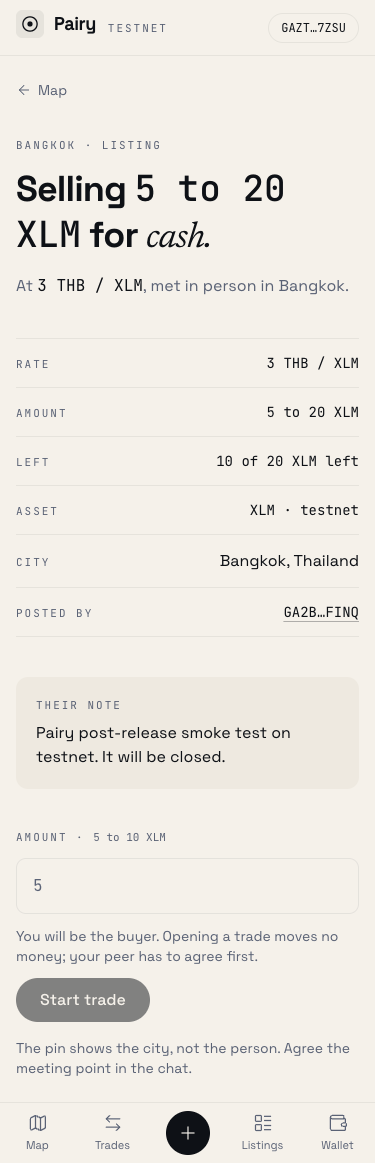 Pairy TESTNET GAZT…7ZSU
← Map
BANGKOK · LISTING
Selling 5 to 20
XLM for cash.
At 3 THB / XLM, met in person in Bangkok.
RATE 3 THB / XLM
AMOUNT 5 to 20 XLM
LEFT 10 of 20 XLM left
ASSET XLM · testnet
CITY Bangkok, Thailand
POSTED BY GA2B…FINQ
THEIR NOTE
Pairy post-release smoke test on
testnet. It will be closed.
AMOUNT · 5 to 10 XLM
5
You will be the buyer. Opening a trade moves no
money; your peer has to agree first.
Start trade
The pin shows the city, not the person. Agree the
meeting point in the chat.
Map Trades Listings Wallet